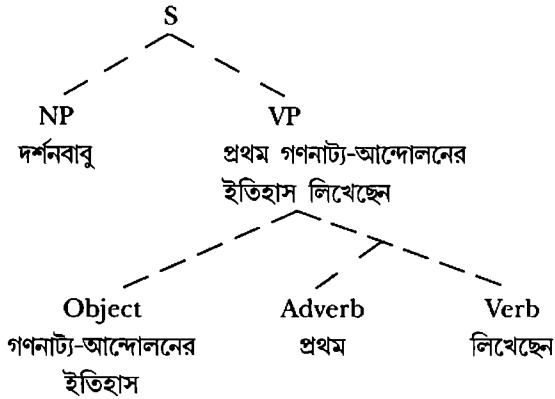 S
NP VP
দর্শনবাবু প্রথম গণনাট্য-আন্দোলনের
ইতিহাস লিখেছেন
Object Adverb Verb
গণনাট্য-আন্দোলনের প্রথম লিখেছেন
ইতিহাস